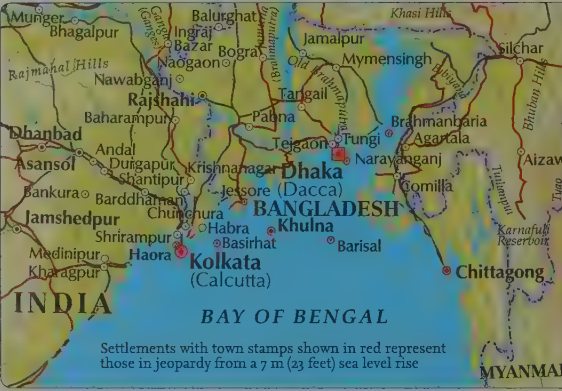 Khasi Hills
Munger
Balurghat
Bhagalpur
Ingraj
Bazar
Jamalpur
Silchar
Bogra
Naogaon
Mymensingh
Rajmahal Hills
Old Brahmaputra
Nawabganj
Bhuban Hills
Rajshahi
Tangail
Baharampur
Pabna
Brahmanbaria
Dhanbad
Tungi
Agartala
Andal
Tejgaon
Narayanganj
Aizaw
Asansol
Durgapur
Krishnanagar
Dhaka
Shantipur
(Dacca)
Comilla
Bankura
Barddhaman
Jessore
BANGLADESH
Jamshedpur
Chunchura
Habra
Khulna
Karnafuli
Reservoir
Shrirampur
Basirhat
Barisal
Medinipur
Haora
Kolkata
Kharagpur
(Calcutta)
Chittagong
INDIA
BAY OF BENGAL
Settlements with town stamps shown in red represent
those in jeopardy from a 7 m (23 feet) sea level rise
MYANMA